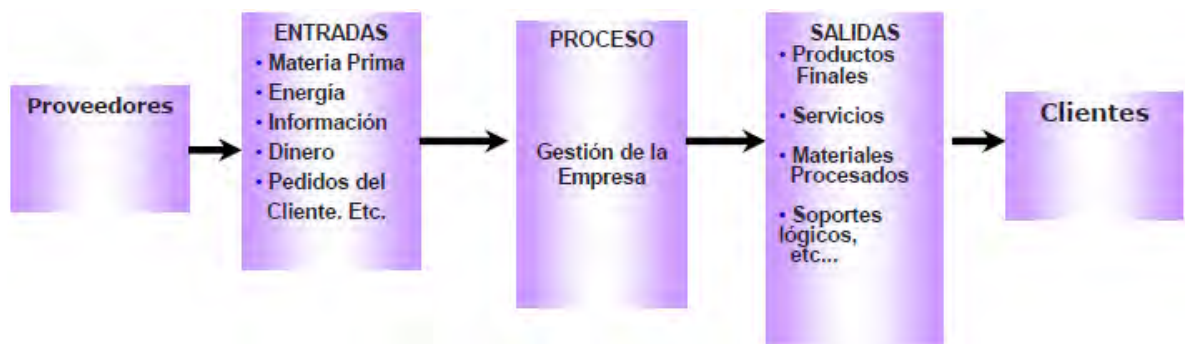 Proveedores
ENTRADAS
• Materia Prima
• Energía
• Información
• Dinero
• Pedidos del
Cliente. Etc.
PROCESO
Gestión de la
Empresa
SALIDAS
• Productos
Finales
• Servicios
• Materiales
Procesados
• Soportes
lógicos,
etc...
Clientes